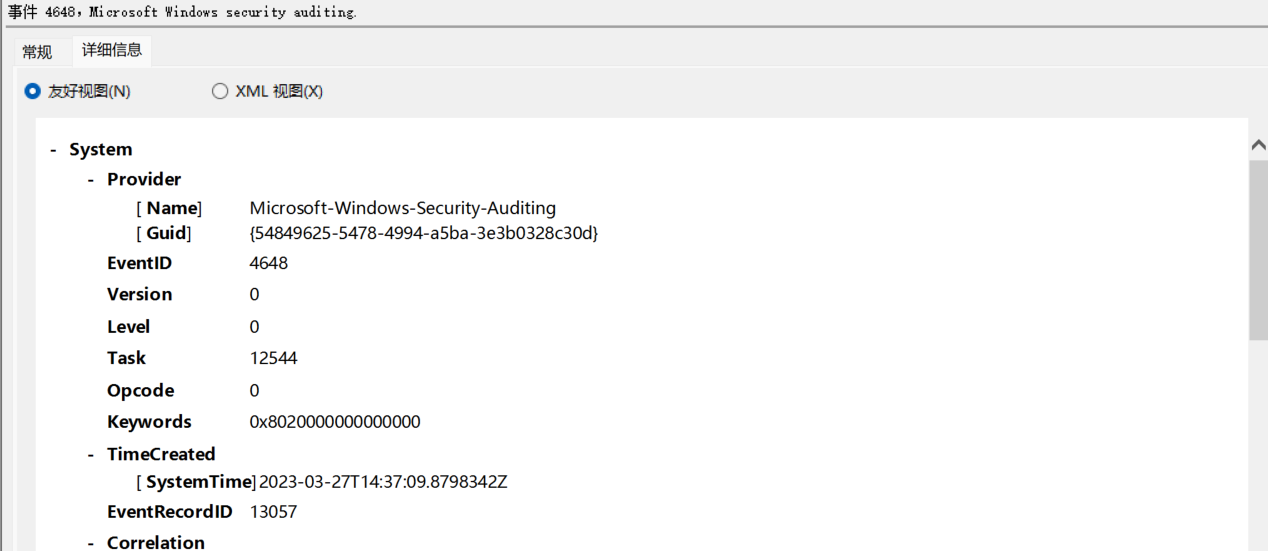 事件 4648，Microsoft Windows security auditing.
常规 详细信息
友好视图(N) XML 视图(X)
- System
- Provider
[ Name] Microsoft-Windows-Security-Auditing
[ Guid] {54849625-5478-4994-a5ba-3e3b0328c30d}
EventID 4648
Version 0
Level 0
Task 12544
Opcode 0
Keywords 0x8020000000000000
- TimeCreated
[ SystemTime] 2023-03-27T14:37:09.8798342Z
EventRecordID 13057
- Correlation